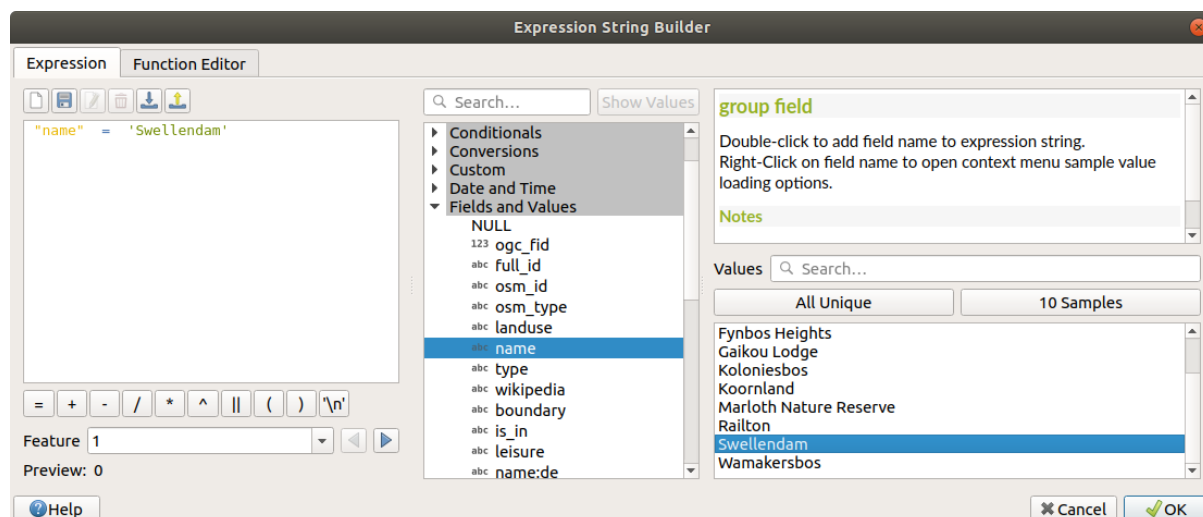 Expression String Builder
Expression Function Editor
"name" = 'Swellendam'
= + - / * ^ || ( ) '\n'
Feature 1
Preview: 0
Help
Search... Show Values
Conditionals
Conversions
Custom
Date and Time
Fields and Values
NULL
123 ogc_fid
abc full_id
abc osm_id
abc osm_type
abc landuse
abc name
abc type
abc wikipedia
abc boundary
abc is_in
abc leisure
abc name:de
group field
Double-click to add field name to expression string.
Right-Click on field name to open context menu sample value
loading options.
Notes
Values Search...
All Unique 10 Samples
Fynbos Heights
Gaikou Lodge
Koloniesbos
Koornland
Marloth Nature Reserve
Railton
Swellendam
Wamakersbos
Cancel OK